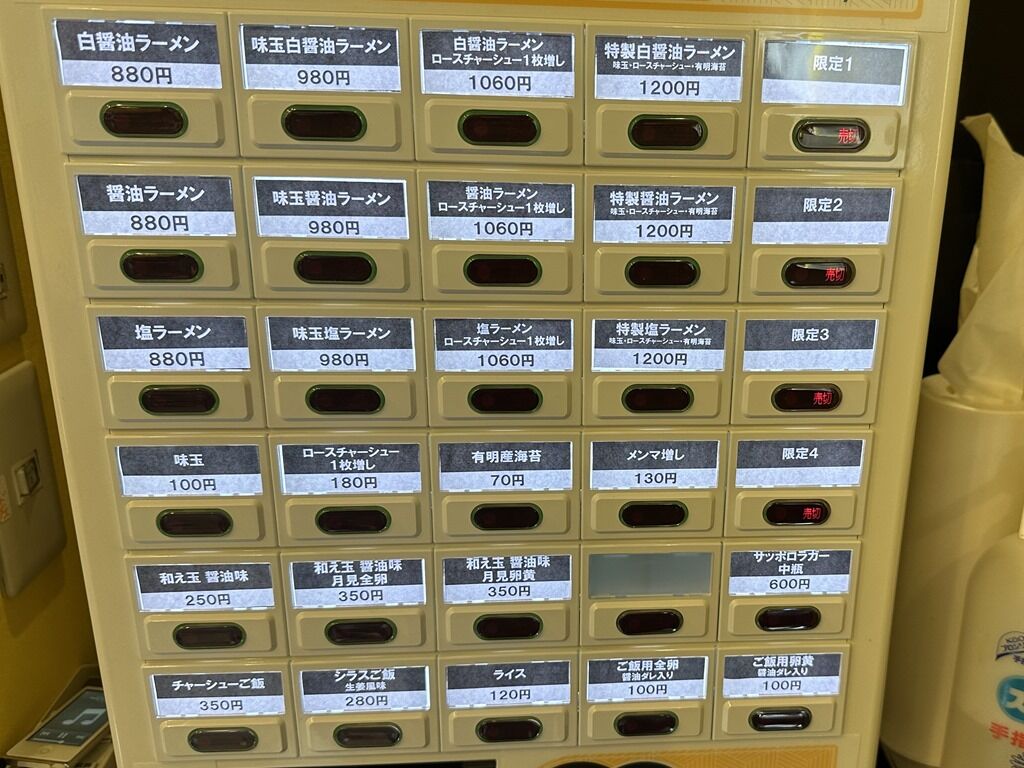 白醤油ラーメン
880円
味玉白醤油ラーメン
980円
白醤油ラーメン
ロースチャーシュー1枚増し
1060円
特製白醤油ラーメン
味玉・ロースチャーシュー・有明海苔
1200円
限定1
売切
醤油ラーメン
880円
味玉醤油ラーメン
980円
醤油ラーメン
ロースチャーシュー1枚増し
1060円
特製醤油ラーメン
味玉・ロースチャーシュー・有明海苔
1200円
限定2
売切
塩ラーメン
880円
味玉塩ラーメン
980円
塩ラーメン
ロースチャーシュー1枚増し
1060円
特製塩ラーメン
味玉・ロースチャーシュー・有明海苔
1200円
限定3
売切
味玉
100円
ロースチャーシュー
1枚増し
180円
有明産海苔
70円
メンマ増し
130円
限定4
売切
和え玉 醤油味
250円
和え玉 醤油味
月見全卵
350円
和え玉 醤油味
月見卵黄
350円
サッポロラガー
中瓶
600円
チャーシューご飯
350円
シラスご飯
生姜風味
280円
ライス
120円
ご飯用全卵
醤油ダレ入り
100円
ご飯用卵黄
醤油ダレ入り
100円
手指